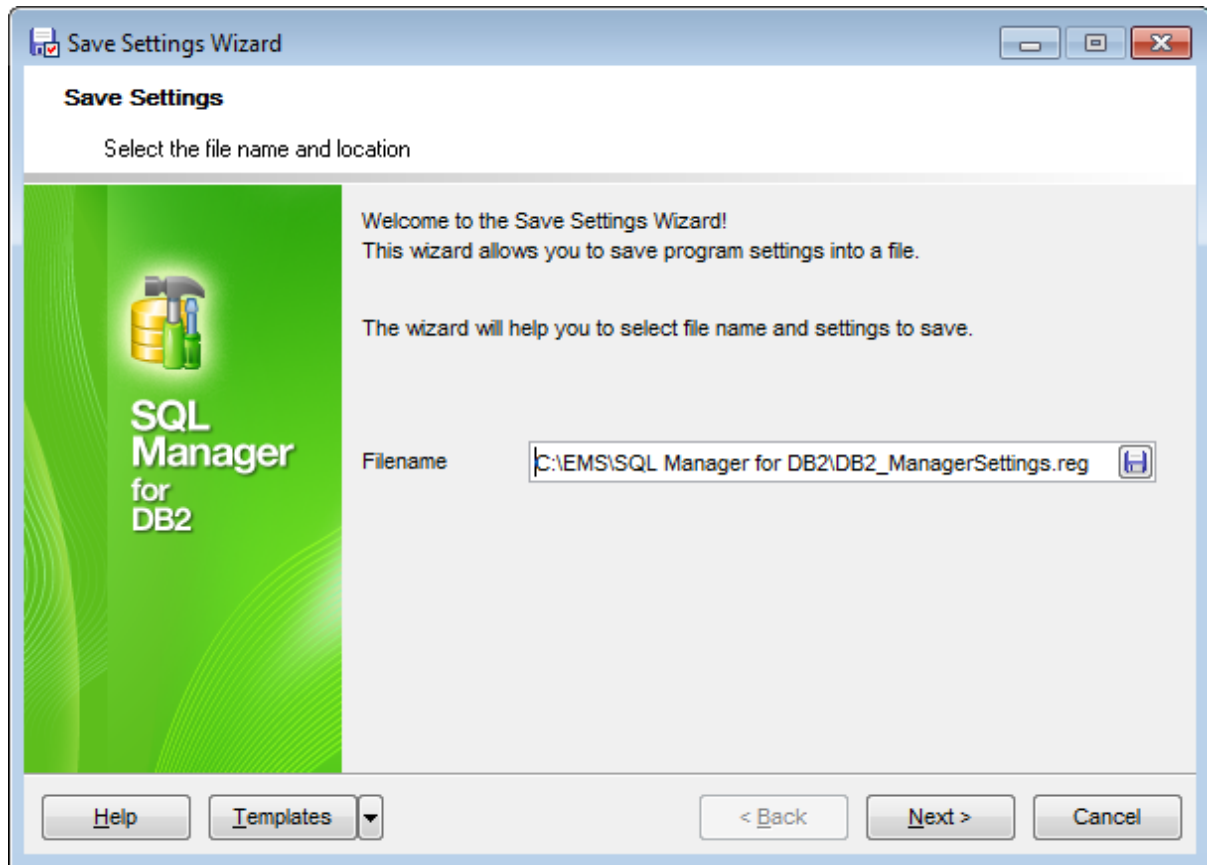 Save Settings Wizard
Save Settings
Select the file name and location
Welcome to the Save Settings Wizard!
This wizard allows you to save program settings into a file.
The wizard will help you to select file name and settings to save.
SQL
Manager
for
DB2
Filename
C:\EMS\SQL Manager for DB2\DB2_ManagerSettings.reg
Help
Templates
< Back
Next >
Cancel